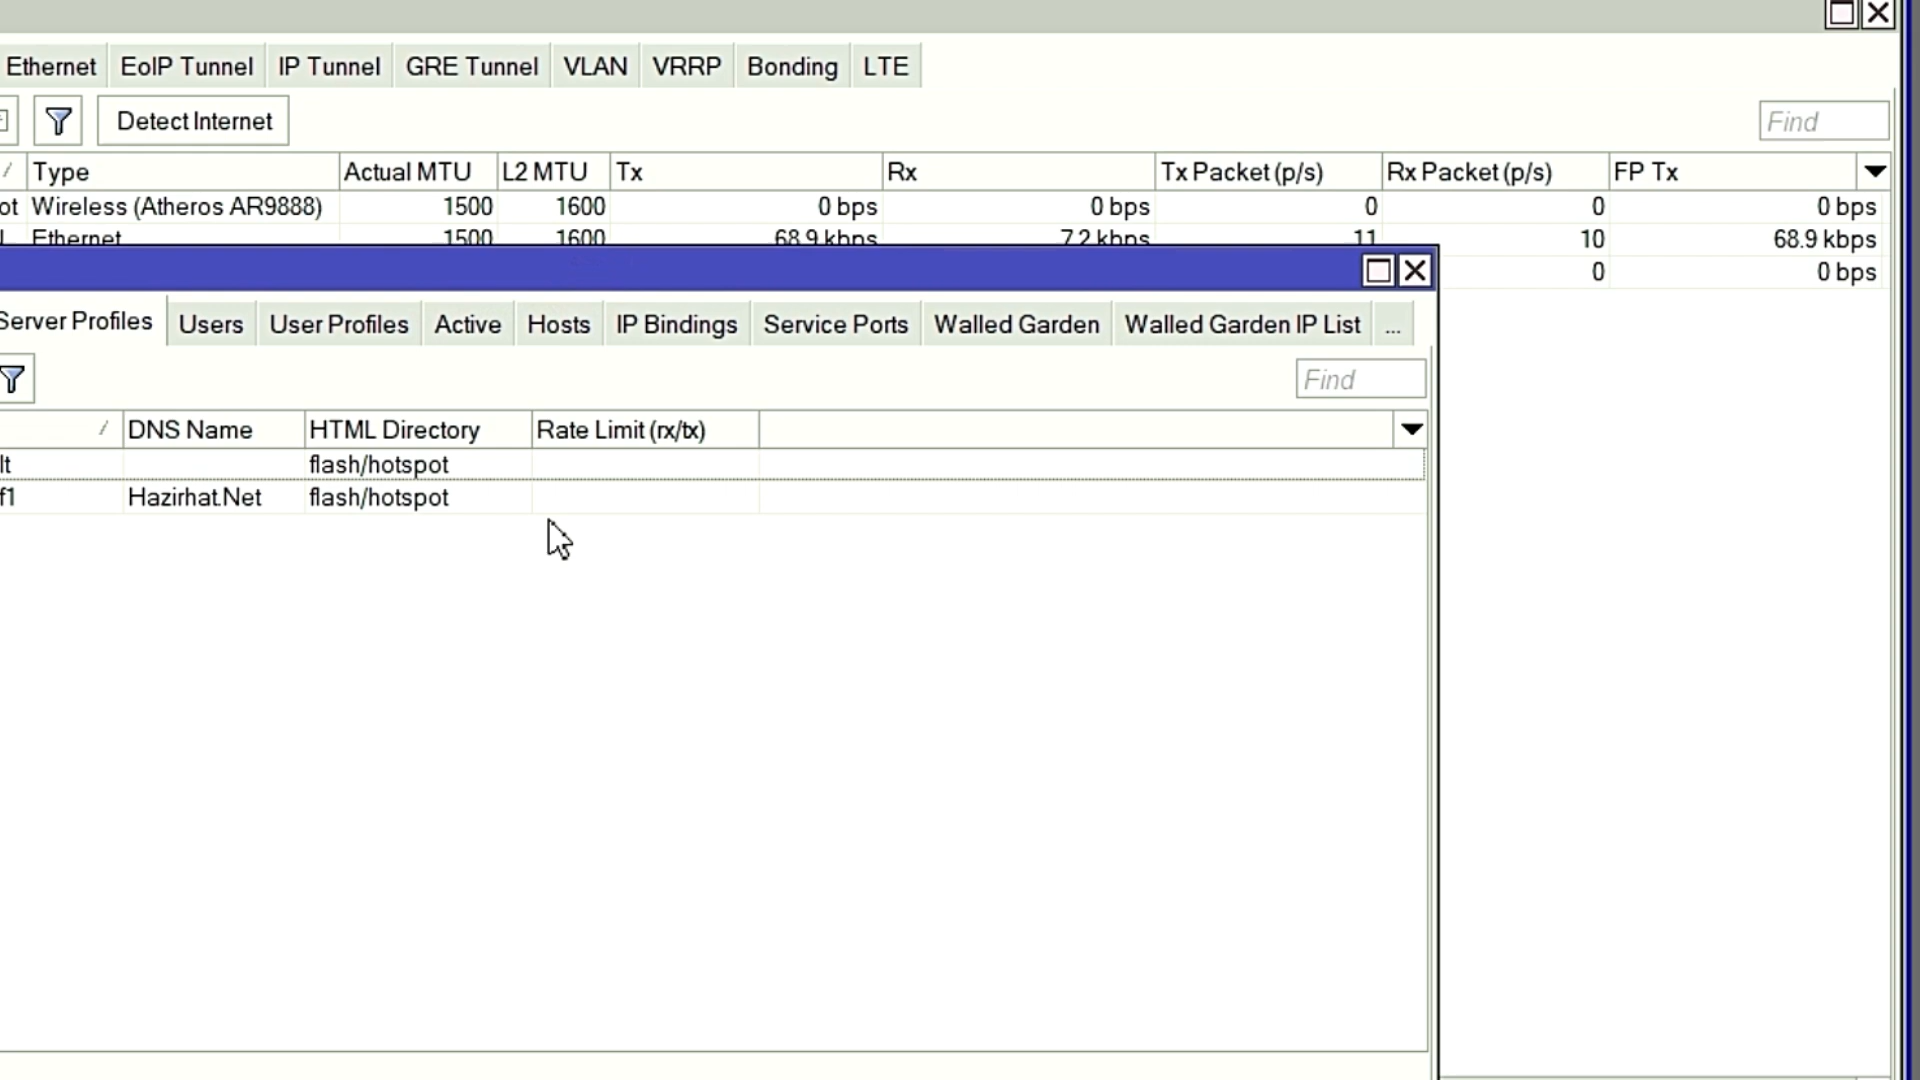 Ethernet EoIP Tunnel IP Tunnel GRE Tunnel VLAN VRRP Bonding LTE
Detect Internet Find
Type Actual MTU L2 MTU Tx Rx Tx Packet (p/s) Rx Packet (p/s) FP Tx
ot Wireless (Atheros AR9888) 1500 1600 0 bps 0 bps 0 0 0 bps
Ethernet 1500 1600 68.9 kbps 7.2 kbps 11 10 68.9 kbps
0 0 bps
Server Profiles Users User Profiles Active Hosts IP Bindings Service Ports Walled Garden Walled Garden IP List ...
Find
DNS Name HTML Directory Rate Limit (rx/tx)
lt flash/hotspot
f1 Hazirhat.Net flash/hotspot